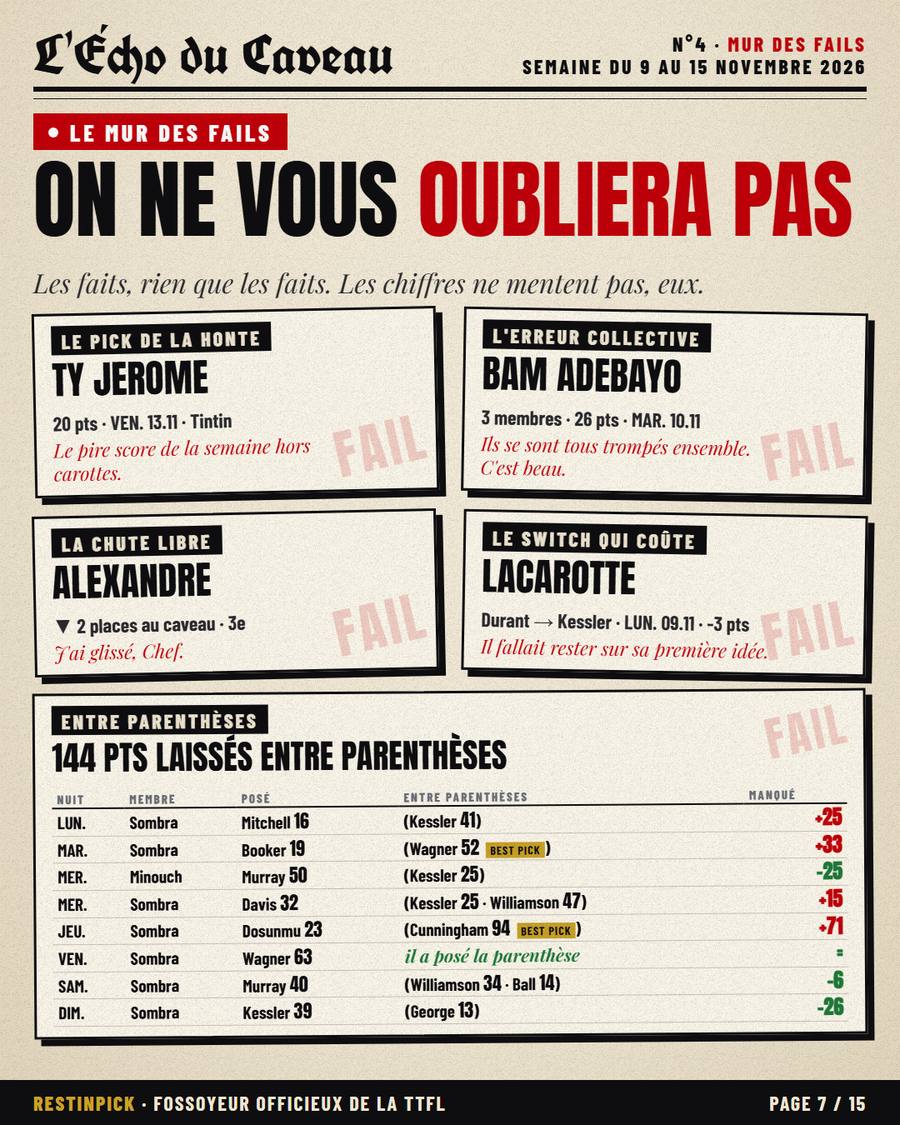 L'Écho du Caveau
N°4 · MUR DES FAILS
SEMAINE DU 9 AU 15 NOVEMBRE 2026
• LE MUR DES FAILS
ON NE VOUS OUBLIERA PAS
Les faits, rien que les faits. Les chiffres ne mentent pas, eux.
LE PICK DE LA HONTE
TY JEROME
20 pts · VEN. 13.11 · Tintin
Le pire score de la semaine hors
carottes.
FAIL
L'ERREUR COLLECTIVE
BAM ADEBAYO
3 membres · 26 pts · MAR. 10.11
Ils se sont tous trompés ensemble.
C'est beau.
FAIL
LA CHUTE LIBRE
ALEXANDRE
▼ 2 places au caveau · 3e
J'ai glissé, Chef.
FAIL
LE SWITCH QUI COÛTE
LACAROTTE
Durant → Kessler · LUN. 09.11 · -3 pts
Il fallait rester sur sa première idée.
FAIL
ENTRE PARENTHÈSES
144 PTS LAISSÉS ENTRE PARENTHÈSES
FAIL
NUIT MEMBRE POSÉ ENTRE PARENTHÈSES MANQUÉ
LUN. Sombra Mitchell 16 (Kessler 41) +25
MAR. Sombra Booker 19 (Wagner 52 BEST PICK) +33
MER. Minouch Murray 50 (Kessler 25) -25
MER. Sombra Davis 32 (Kessler 25 · Williamson 47) +15
JEU. Sombra Dosunmu 23 (Cunningham 94 BEST PICK) +71
VEN. Sombra Wagner 63 il a posé la parenthèse =
SAM. Sombra Murray 40 (Williamson 34 · Ball 14) -6
DIM. Sombra Kessler 39 (George 13) -26
RESTINPICK · FOSSOYEUR OFFICIEUX DE LA TTFL
PAGE 7 / 15